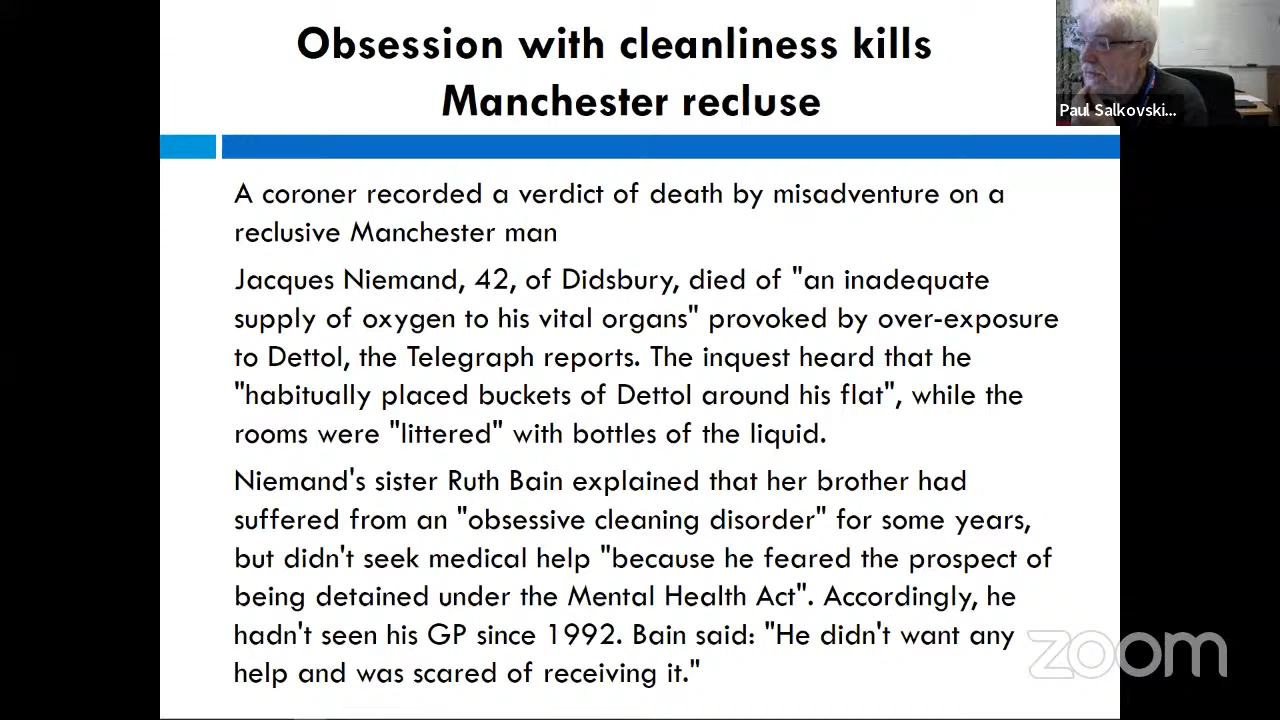 Obsession with cleanliness kills
Manchester recluse
Paul Salkovski...
A coroner recorded a verdict of death by misadventure on a
reclusive Manchester man
Jacques Niemand, 42, of Didsbury, died of "an inadequate
supply of oxygen to his vital organs" provoked by over-exposure
to Dettol, the Telegraph reports. The inquest heard that he
"habitually placed buckets of Dettol around his flat", while the
rooms were "littered" with bottles of the liquid.
Niemand's sister Ruth Bain explained that her brother had
suffered from an "obsessive cleaning disorder" for some years,
but didn't seek medical help "because he feared the prospect of
being detained under the Mental Health Act". Accordingly, he
hadn't seen his GP since 1992. Bain said: "He didn't want any
help and was scared of receiving it."
zoom